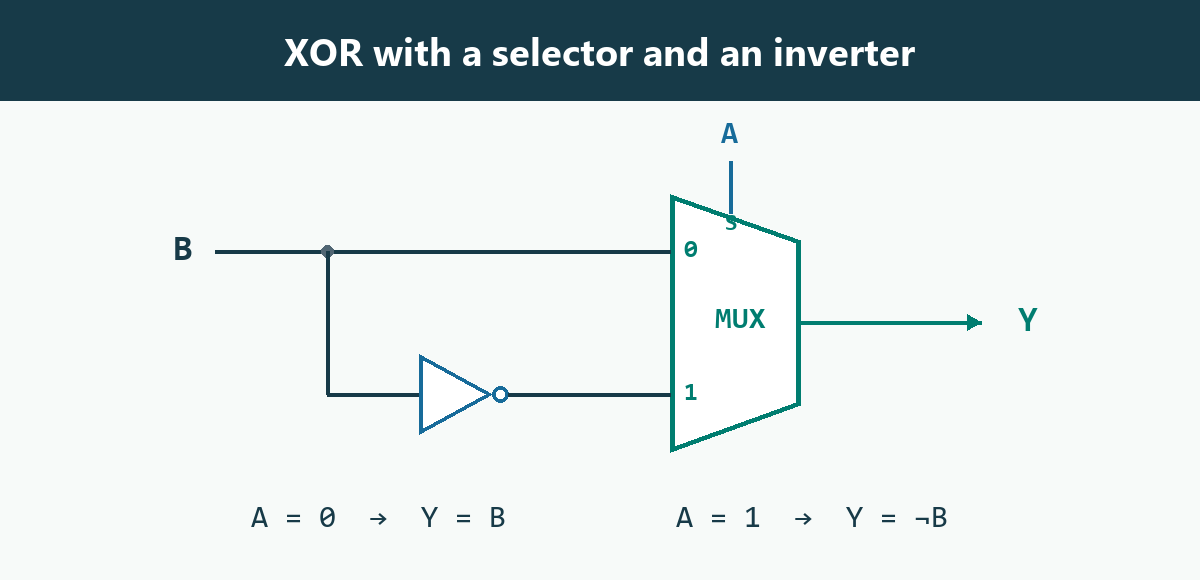 XOR with a selector and an inverter
A
S
B
0
MUX
Y
1
A = 0 → Y = B
A = 1 → Y = ¬B